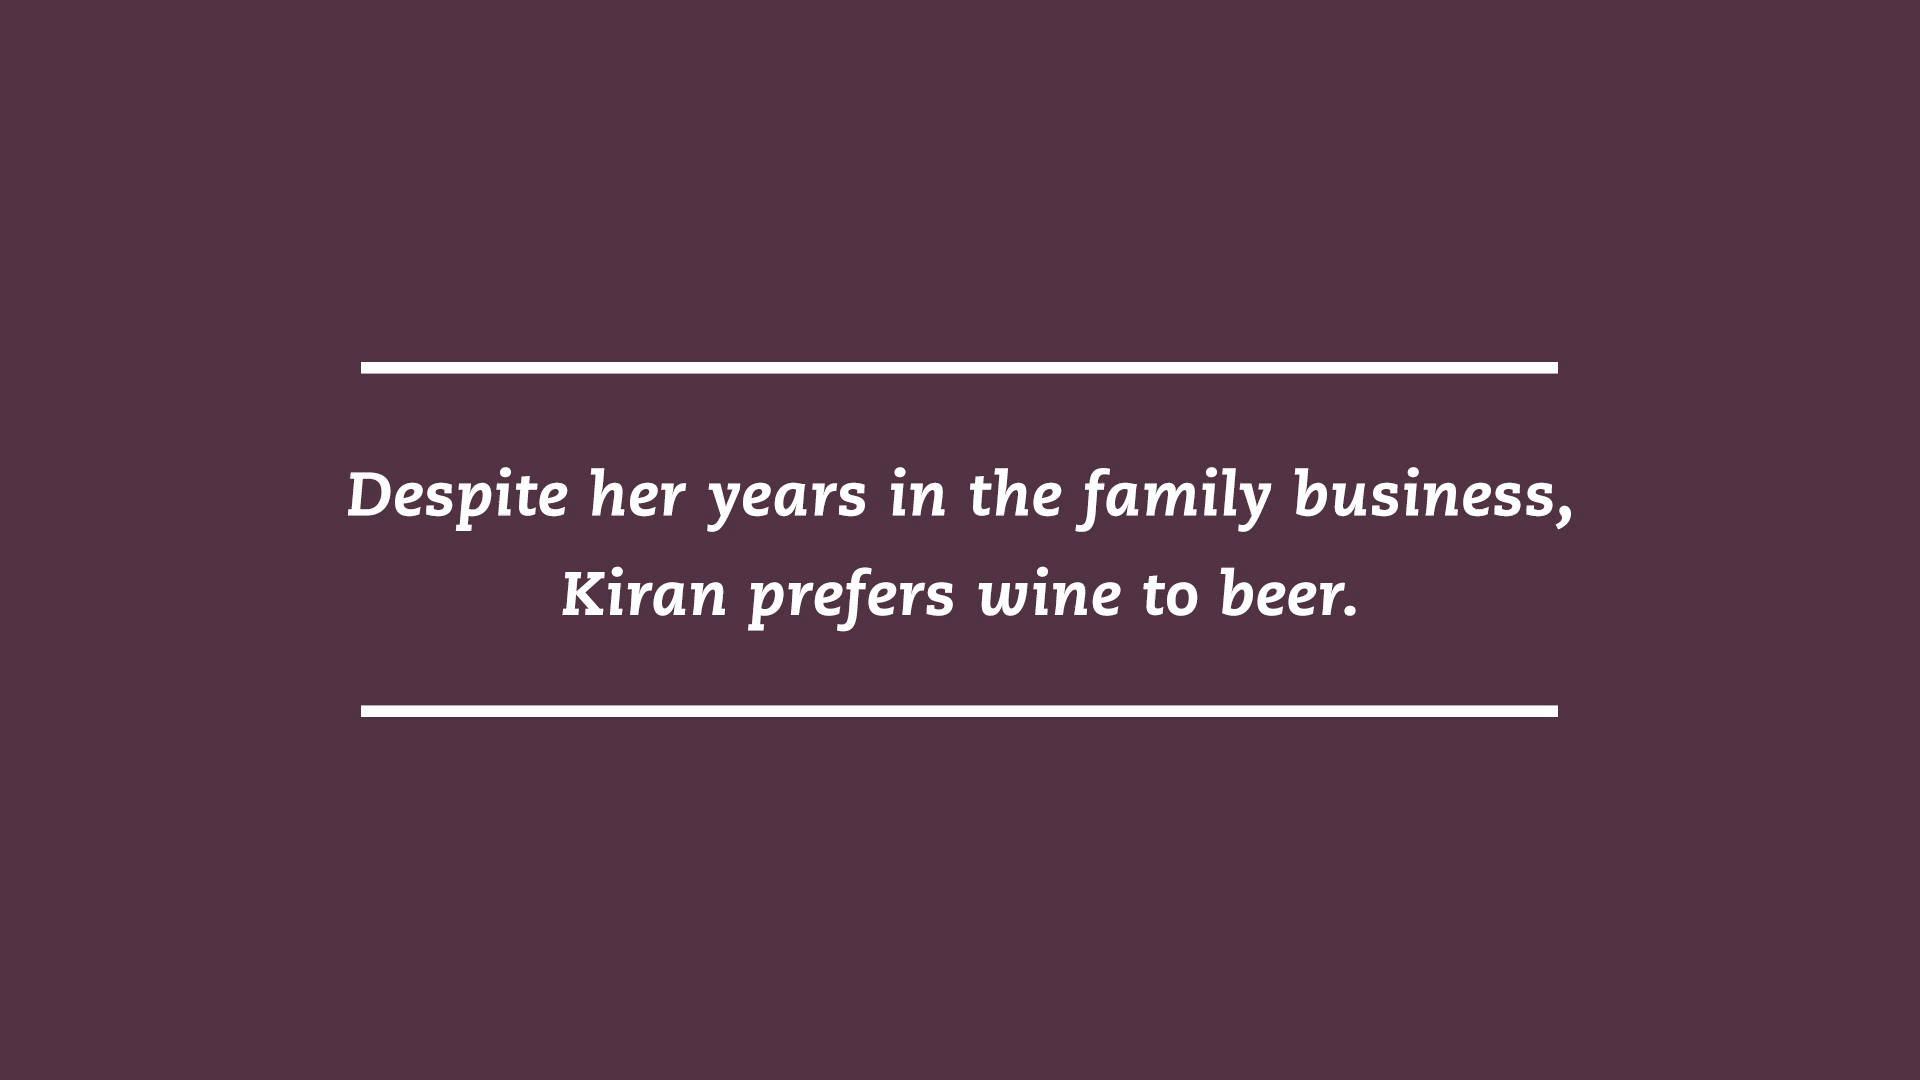 Despite her years in the family business,
Kiran prefers wine to beer.